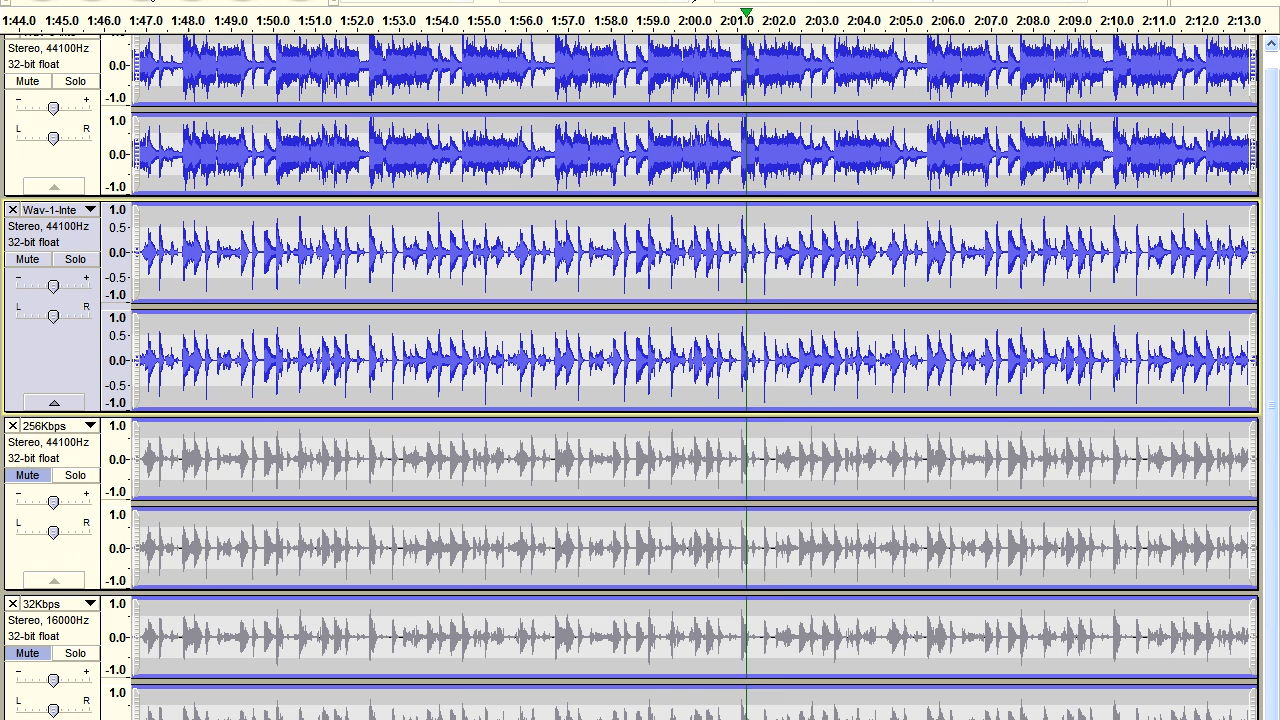 1:44.0 1:45.0 1:46.0 1:47.0 1:48.0 1:49.0 1:50.0 1:51.0 1:52.0 1:53.0 1:54.0 1:55.0 1:56.0 1:57.0 1:58.0 1:59.0 2:00.0 2:01.0 2:02.0 2:03.0 2:04.0 2:05.0 2:06.0 2:07.0 2:08.0 2:09.0 2:10.0 2:11.0 2:12.0 2:13.0
Stereo, 44100Hz
32-bit float
0.0-
Mute Solo
- +
-1.0
L R
1.0
0.0-
-1.0
Wav-1-Inte
1.0
Stereo, 44100Hz
0.5-
32-bit float
0.0-
Mute Solo
- +
-0.5-
-1.0
L R
1.0
0.5-
0.0-
-0.5-
-1.0
256Kbps
1.0
Stereo, 44100Hz
32-bit float
0.0-
Mute Solo
-1.0
- +
1.0
L R
0.0-
-1.0
32Kbps
1.0
Stereo, 16000Hz
32-bit float
0.0-
Mute Solo
-1.0
- +
1.0
L R